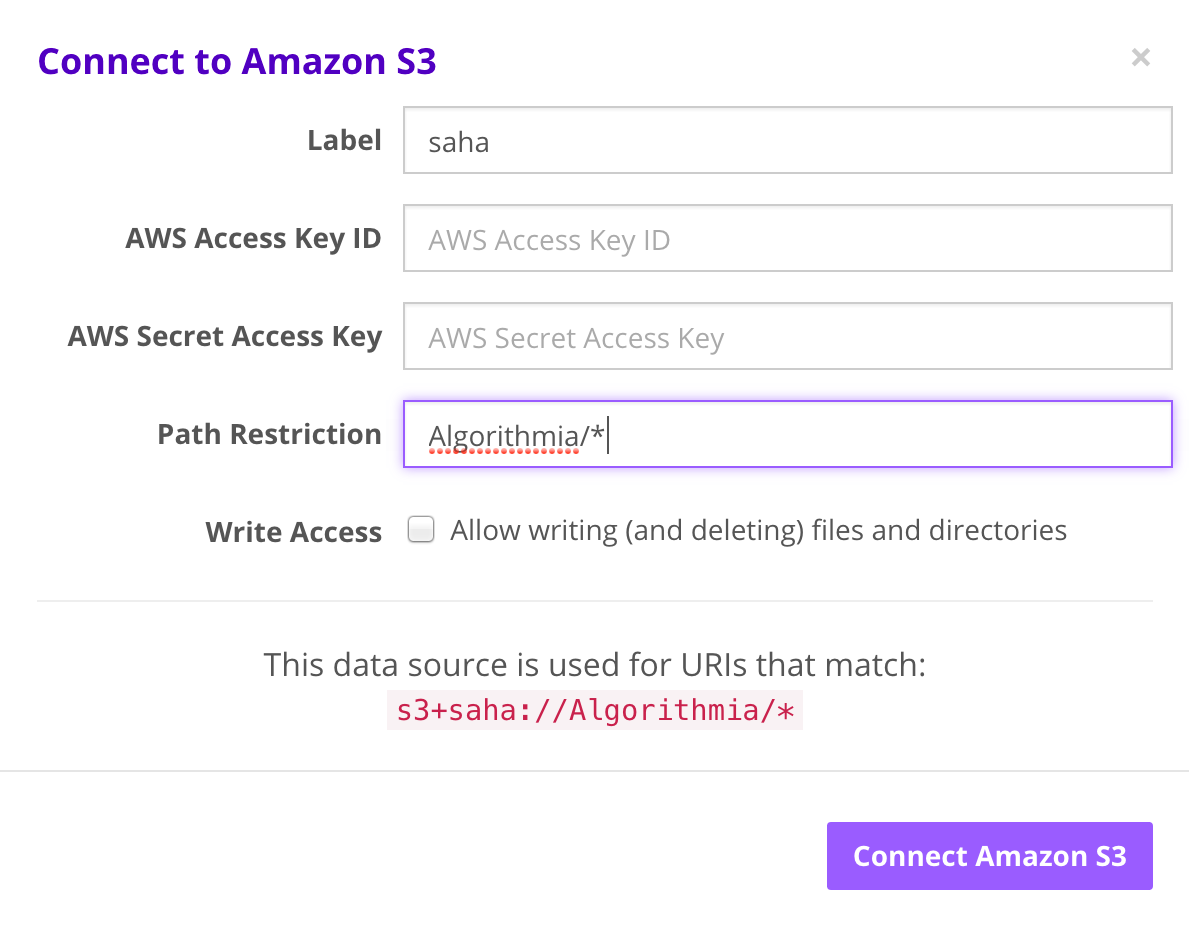 Connect to Amazon S3 ×
Label saha
AWS Access Key ID AWS Access Key ID
AWS Secret Access Key AWS Secret Access Key
Path Restriction Algorithmia/*
Write Access Allow writing (and deleting) files and directories
This data source is used for URIs that match:
s3+saha://Algorithmia/*
Connect Amazon S3